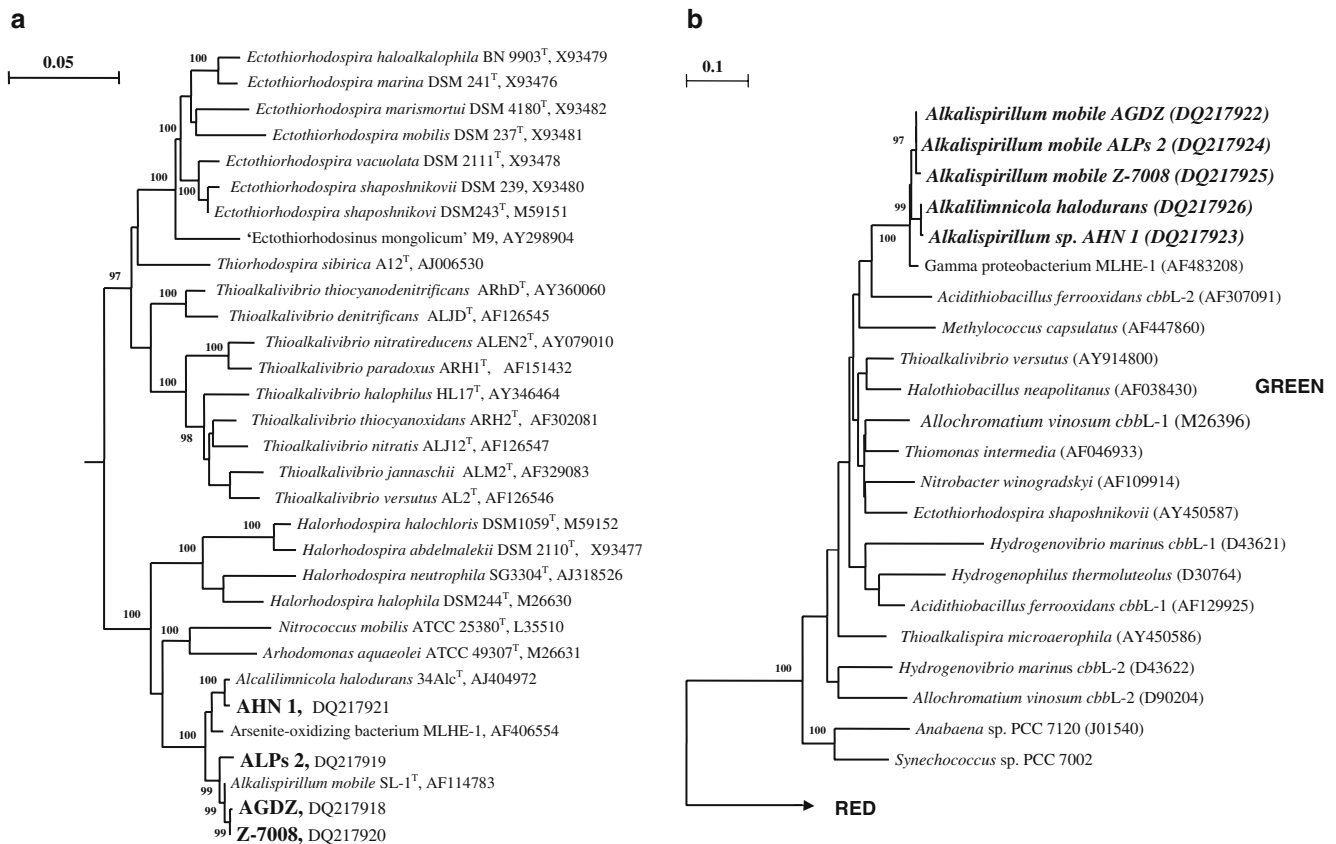 a
0.05
100
Ectothiorhodospira haloalkalophila BN 9903T, X93479
Ectothiorhodospira marina DSM 241T, X93476
Ectothiorhodospira marismortui DSM 4180T, X93482
100
Ectothiorhodospira mobilis DSM 237T, X93481
Ectothiorhodospira vacuolata DSM 2111T, X93478
100
100
Ectothiorhodospira shaposhnikovii DSM 239, X93480
Ectothiorhodospira shaposhnikovi DSM243T, M59151
'Ectothiorhodosinus mongolicum' M9, AY298904
Thiorhodospira sibirica A12T, AJ006530
97
100
Thioalkalivibrio thiocyanodenitrificans ARhDT, AY360060
Thioalkalivibrio denitrificans ALJDT, AF126545
Thioalkalivibrio nitratireducens ALEN2T, AY079010
100
Thioalkalivibrio paradoxus ARH1T, AF151432
100
Thioalkalivibrio halophilus HL17T, AY346464
Thioalkalivibrio thiocyanoxidans ARH2T, AF302081
98
Thioalkalivibrio nitratis ALJ12T, AF126547
Thioalkalivibrio jannaschii ALM2T, AF329083
Thioalkalivibrio versutus AL2T, AF126546
100
Halorhodospira halochloris DSM1059T, M59152
100
Halorhodospira abdelmalekii DSM 2110T, X93477
Halorhodospira neutrophila SG3304T, AJ318526
Halorhodospira halophila DSM244T, M26630
100
100
Nitrococcus mobilis ATCC 25380T, L35510
Arhodomonas aquaeolei ATCC 49307T, M26631
100
Alcalilimnicola halodurans 34AlcT, AJ404972
AHN 1, DQ217921
100
Arsenite-oxidizing bacterium MLHE-1, AF406554
ALPs 2, DQ217919
Alkalispirillum mobile SL-1T, AF114783
99
99
AGDZ, DQ217918
99
Z-7008, DQ217920
b
0.1
Alkalispirillum mobile AGDZ (DQ217922)
97
Alkalispirillum mobile ALPs 2 (DQ217924)
Alkalispirillum mobile Z-7008 (DQ217925)
99
Alkalilimnicola halodurans (DQ217926)
100
Alkalispirillum sp. AHN 1 (DQ217923)
Gamma proteobacterium MLHE-1 (AF483208)
Acidithiobacillus ferrooxidans cbbL-2 (AF307091)
Methylococcus capsulatus (AF447860)
Thioalkalivibrio versutus (AY914800)
Halothiobacillus neapolitanus (AF038430)
GREEN
Allochromatium vinosum cbbL-1 (M26396)
Thiomonas intermedia (AF046933)
Nitrobacter winogradskyi (AF109914)
Ectothiorhodospira shaposhnikovii (AY450587)
Hydrogenovibrio marinus cbbL-1 (D43621)
Hydrogenophilus thermoluteolus (D30764)
Acidithiobacillus ferrooxidans cbbL-1 (AF129925)
Thioalkalispira microaerophila (AY450586)
100
Hydrogenovibrio marinus cbbL-2 (D43622)
Allochromatium vinosum cbbL-2 (D90204)
100
Anabaena sp. PCC 7120 (J01540)
Synechococcus sp. PCC 7002
RED